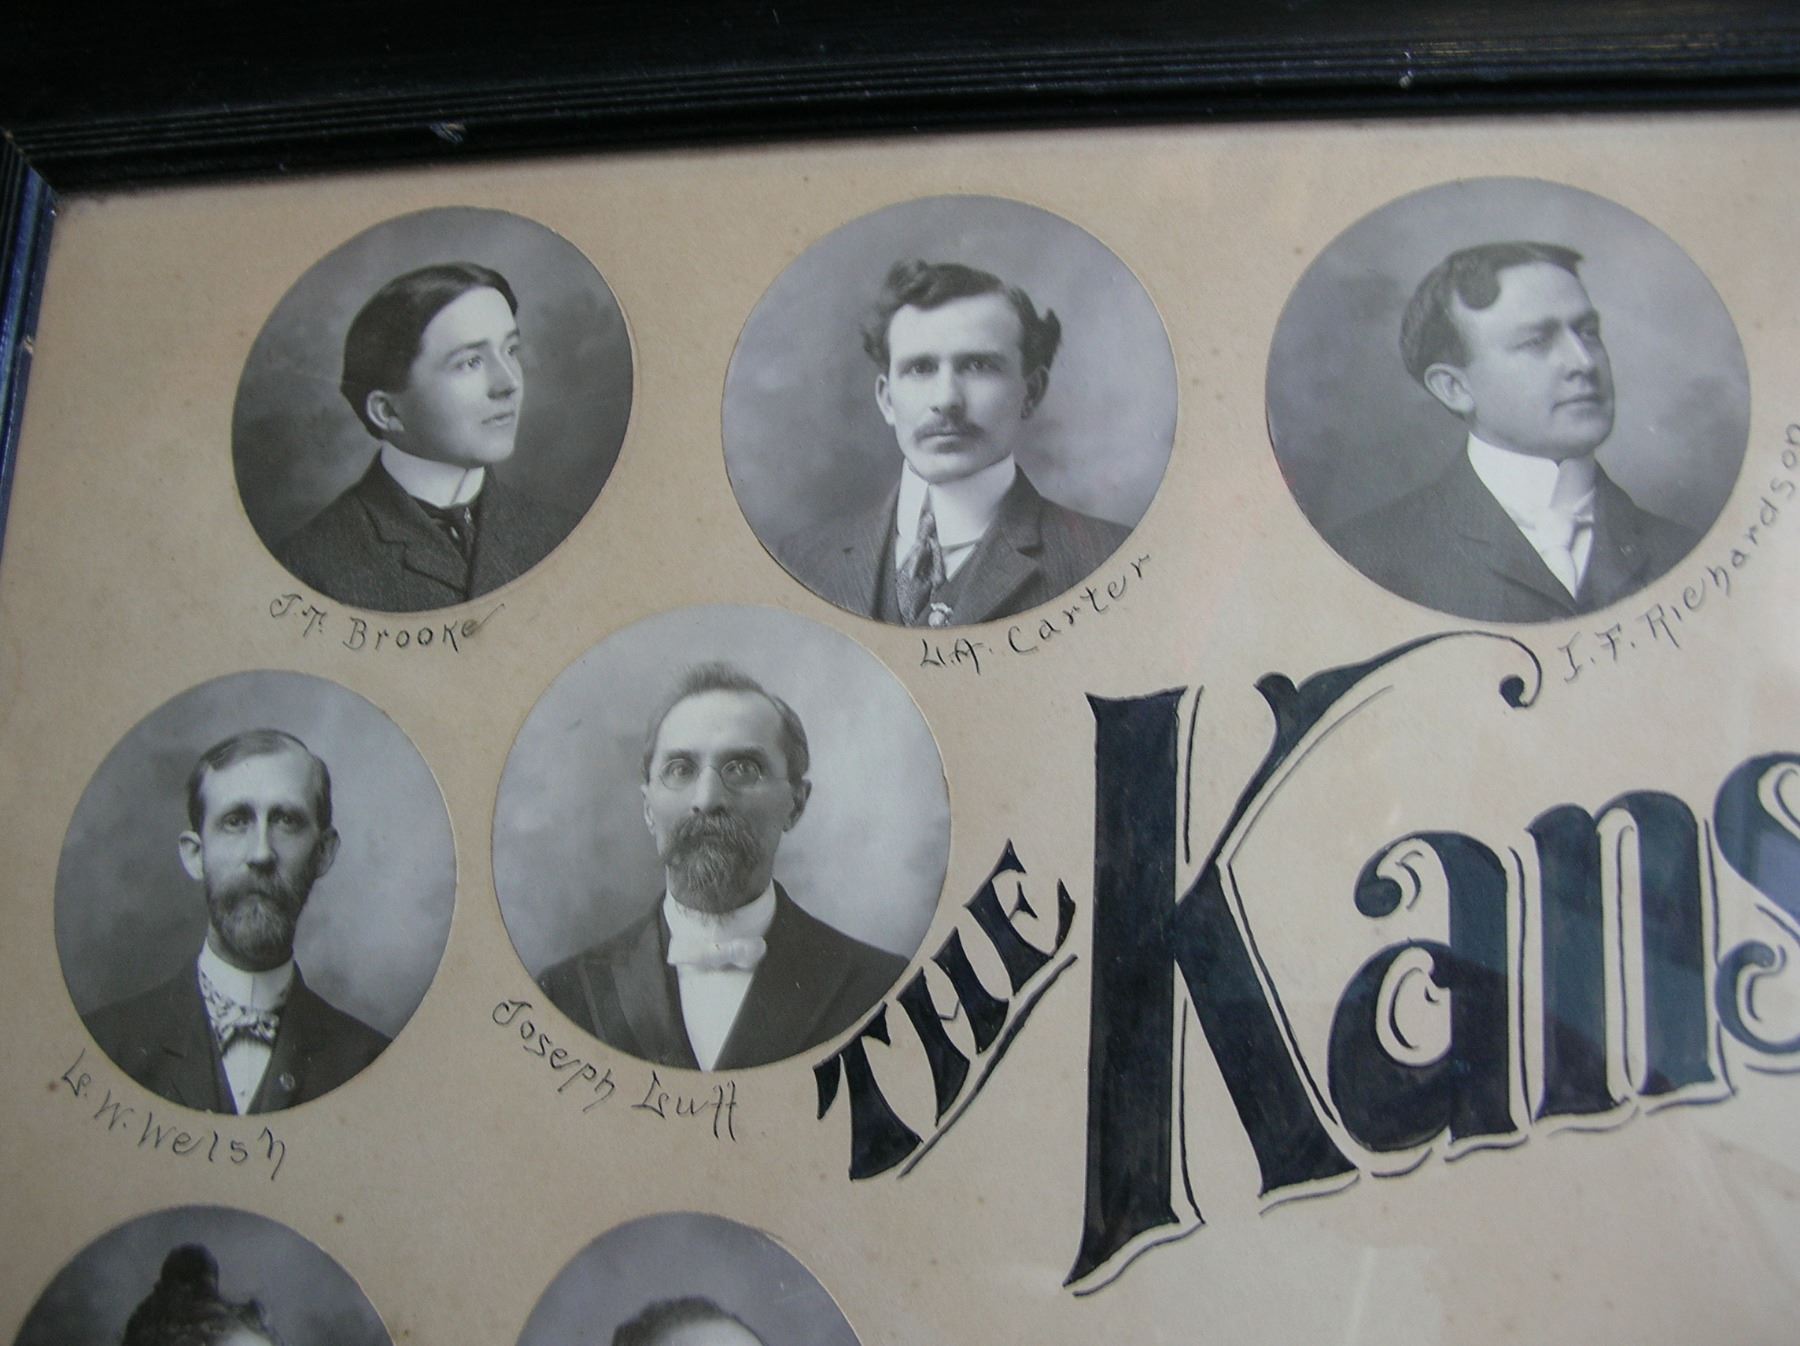 J.F. Brooke
L.A. Carter
I. F. Richardson
L. W. Welsh
Joseph Luff
THE Kans